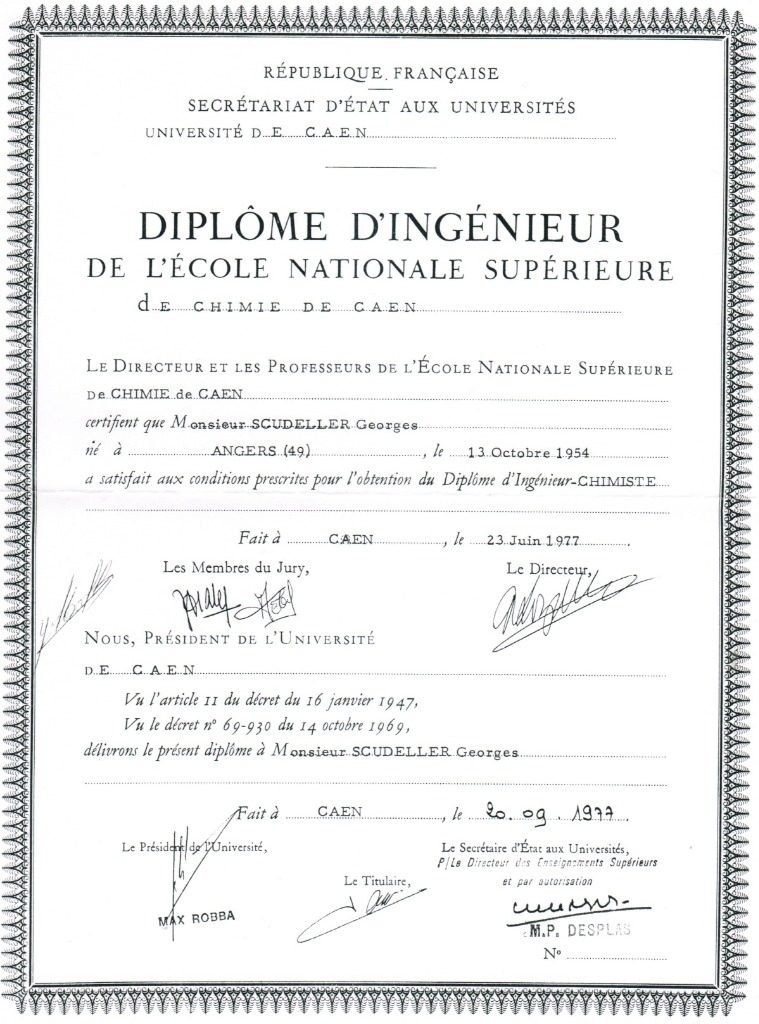 RÉPUBLIQUE FRANÇAISE
SECRÉTARIAT D'ÉTAT AUX UNIVERSITÉS
UNIVERSITÉ DE CAEN
DIPLÔME D'INGÉNIEUR
DE L'ÉCOLE NATIONALE SUPÉRIEURE
dE CHIMIE DE CAEN
LE DIRECTEUR ET LES PROFESSEURS DE L'ÉCOLE NATIONALE SUPÉRIEURE
De CHIMIE de CAEN
certifient que Monsieur SCUDELLER Georges
né à ANGERS (49), le 13 Octobre 1954
a satisfait aux conditions prescrites pour l'obtention du Diplôme d'Ingénieur-CHIMISTE
Fait à CAEN, le 23 Juin 1977.
Les Membres du Jury, Le Directeur,
NOUS, PRÉSIDENT DE L'UNIVERSITÉ
DE CAEN
Vu l'article 11 du décret du 16 janvier 1947,
Vu le décret n° 69-930 du 14 octobre 1969,
délivrons le présent diplôme à Monsieur SCUDELLER Georges
Fait à CAEN, le 20.09.1977.
Le Président de l'Université, Le Secrétaire d'État aux Universités,
P/Le Directeur des Enseignements Supérieurs
et par autorisation
Le Titulaire,
MAX ROBBA
M.P. DESPLAS
N°